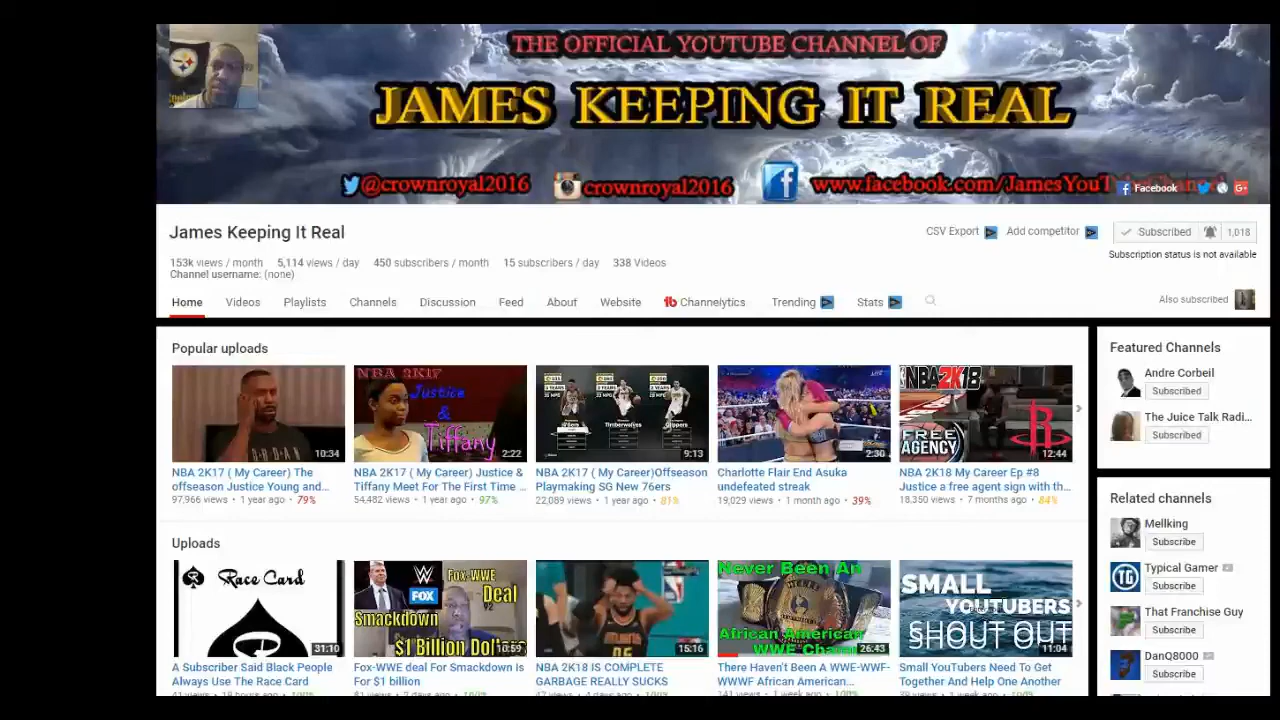 THE OFFICIAL YOUTUBE CHANNEL OF
JAMES KEEPING IT REAL
@crownroyal2016
crownroyal2016
www.facebook.com/JamesYouT
Facebook
James Keeping It Real
CSV Export
Add competitor
Subscribed
1,018
153k views / month 5,114 views / day 450 subscribers / month 15 subscribers / day 338 Videos
Subscription status is not available
Channel username: (none)
Home Videos Playlists Channels Discussion Feed About Website Channelytics Trending Stats
Also subscribed
Popular uploads
10:34
NBA 2K17
Justice
&
Tiffany
2:22
Timberwolves
9:13
2:30
NBA2K18
FREE
AGENCY
12:44
NBA 2K17 ( My Career) The
offseason Justice Young and...
97,966 views • 1 year ago • 79%
NBA 2K17 ( My Career) Justice &
Tiffany Meet For The First Time ...
54,482 views • 1 year ago • 97%
NBA 2K17 ( My Career)Offseason
Playmaking SG New 76ers
22,089 views • 1 year ago • 81%
Charlotte Flair End Asuka
undefeated streak
19,029 views • 1 month ago • 39%
NBA 2K18 My Career Ep #8
Justice a free agent sign with th...
18,350 views • 7 months ago • 84%
Uploads
Race Card
31:10
W
FOX
Fox-WWE
Deal
Smackdown
$1 Billion Dollars
15:16
Never Been An
African American
WWE Champ
26:43
SMALL
YOUTUBERS
SHOUT OUT
11:04
A Subscriber Said Black People
Always Use The Race Card
Fox-WWE deal For Smackdown Is
For $1 billion
NBA 2K18 IS COMPLETE
GARBAGE REALLY SUCKS
There Haven't Been A WWE-WWF-
WWWF African American...
Small YouTubers Need To Get
Together And Help One Another
Featured Channels
Andre Corbeil
Subscribed
The Juice Talk Radi...
Subscribed
Related channels
Mellking
Subscribe
TG
Typical Gamer
Subscribe
That Franchise Guy
Subscribe
DanQ8000
Subscribe